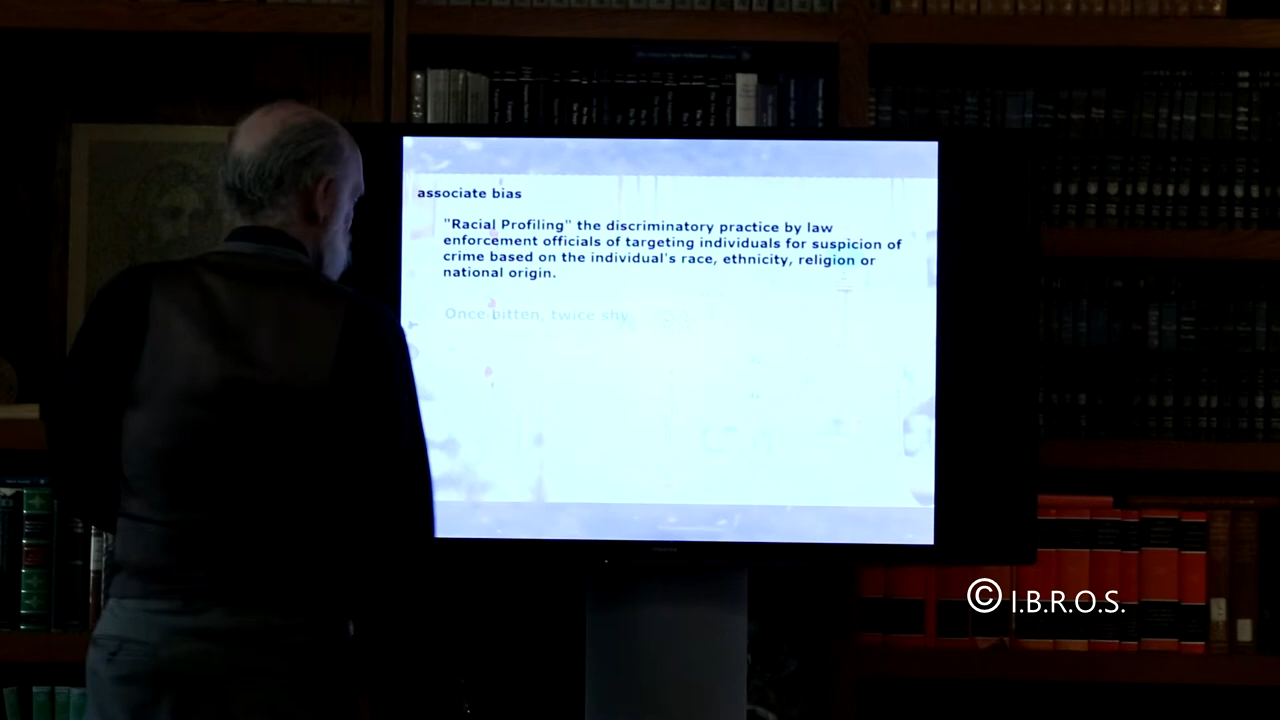 associate bias
"Racial Profiling" the discriminatory practice by law
enforcement officials of targeting individuals for suspicion of
crime based on the individual's race, ethnicity, religion or
national origin.
Once bitten, twice shy
© I.B.R.O.S.